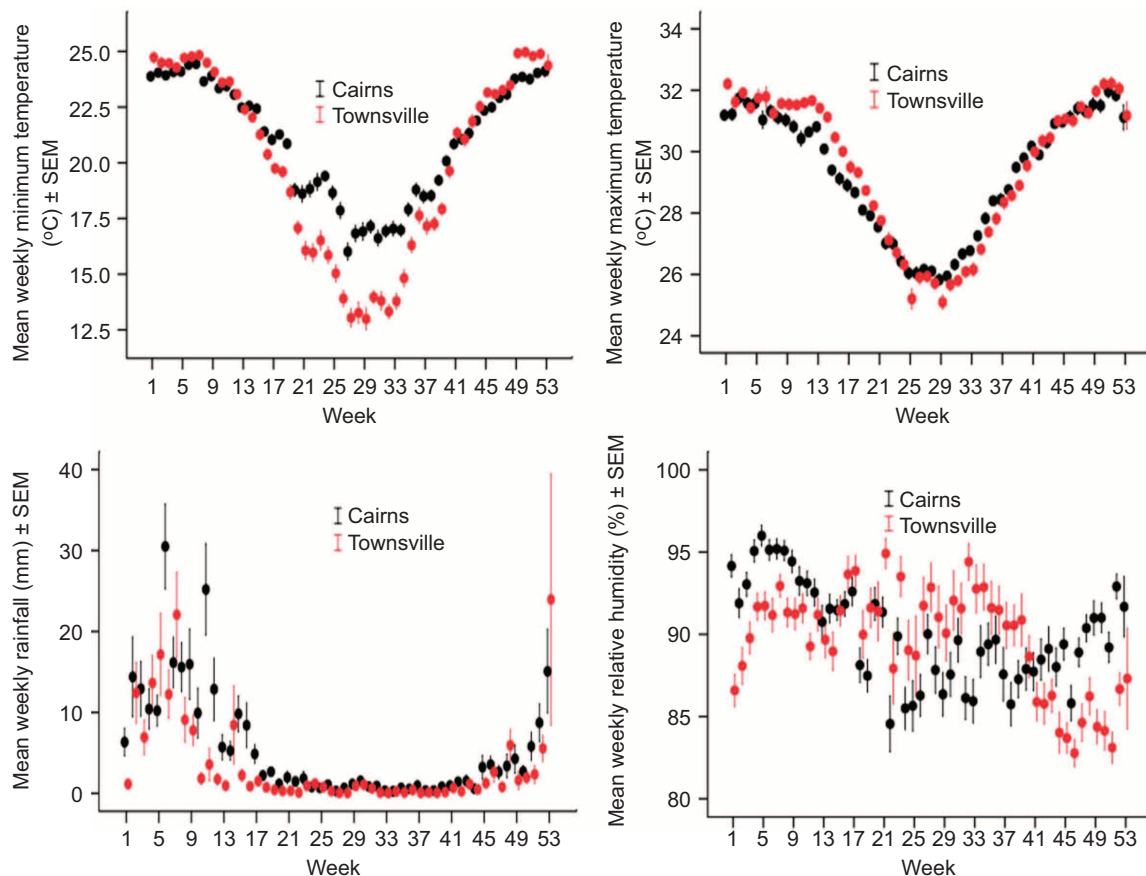 Mean weekly minimum temperature
(ºC) ± SEM
25.0
22.5
20.0
17.5
15.0
12.5
Cairns
Townsville
1 5 9 13 17 21 25 29 33 37 41 45 49 53
Week
Mean weekly maximum temperature
(ºC) ± SEM
34
32
30
28
26
24
Cairns
Townsville
1 5 9 13 17 21 25 29 33 37 41 45 49 53
Week
Mean weekly rainfall (mm) ± SEM
40
30
20
10
0
Cairns
Townsville
1 5 9 13 17 21 25 29 33 37 41 45 49 53
Week
Mean weekly relative humidity (%) ± SEM
100
95
90
85
80
Cairns
Townsville
1 5 9 13 17 21 25 29 33 37 41 45 49 53
Week